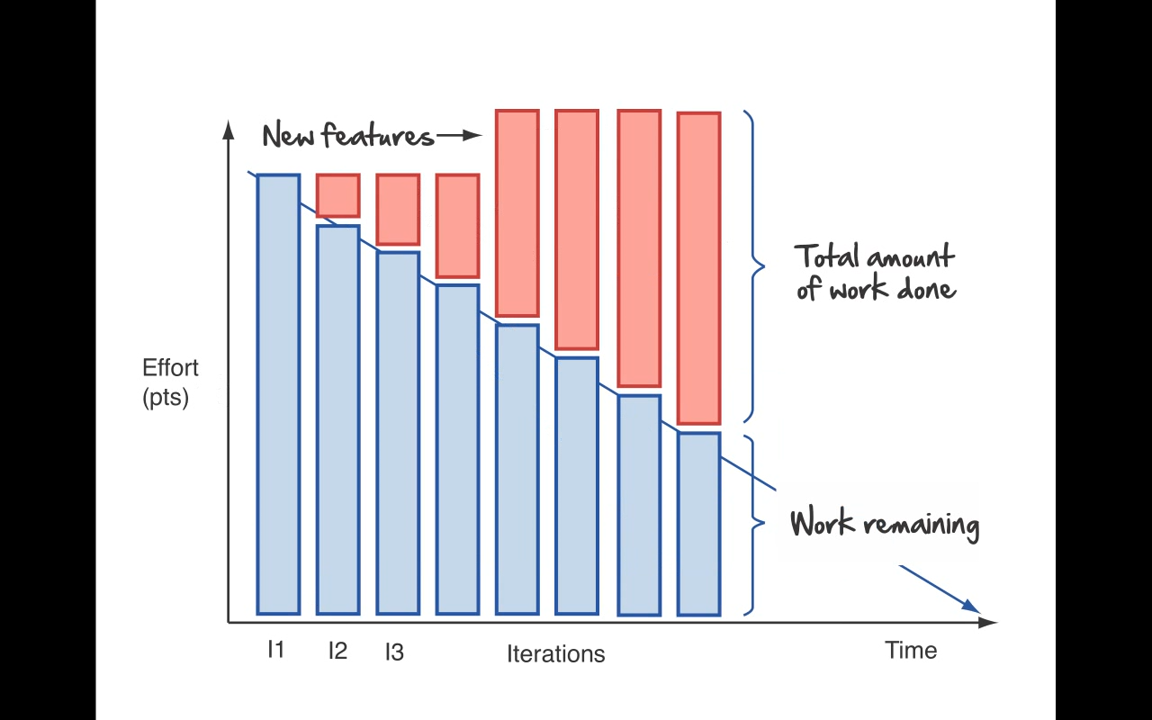 New features
Total amount
of work done
Effort
(pts)
Work remaining
I1
I2
I3
Iterations
Time